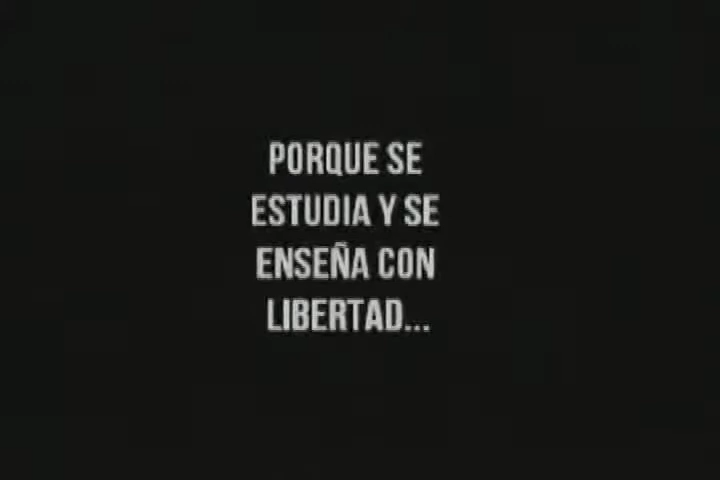 PORQUE SE
ESTUDIA Y SE
ENSEÑA CON
LIBERTAD...